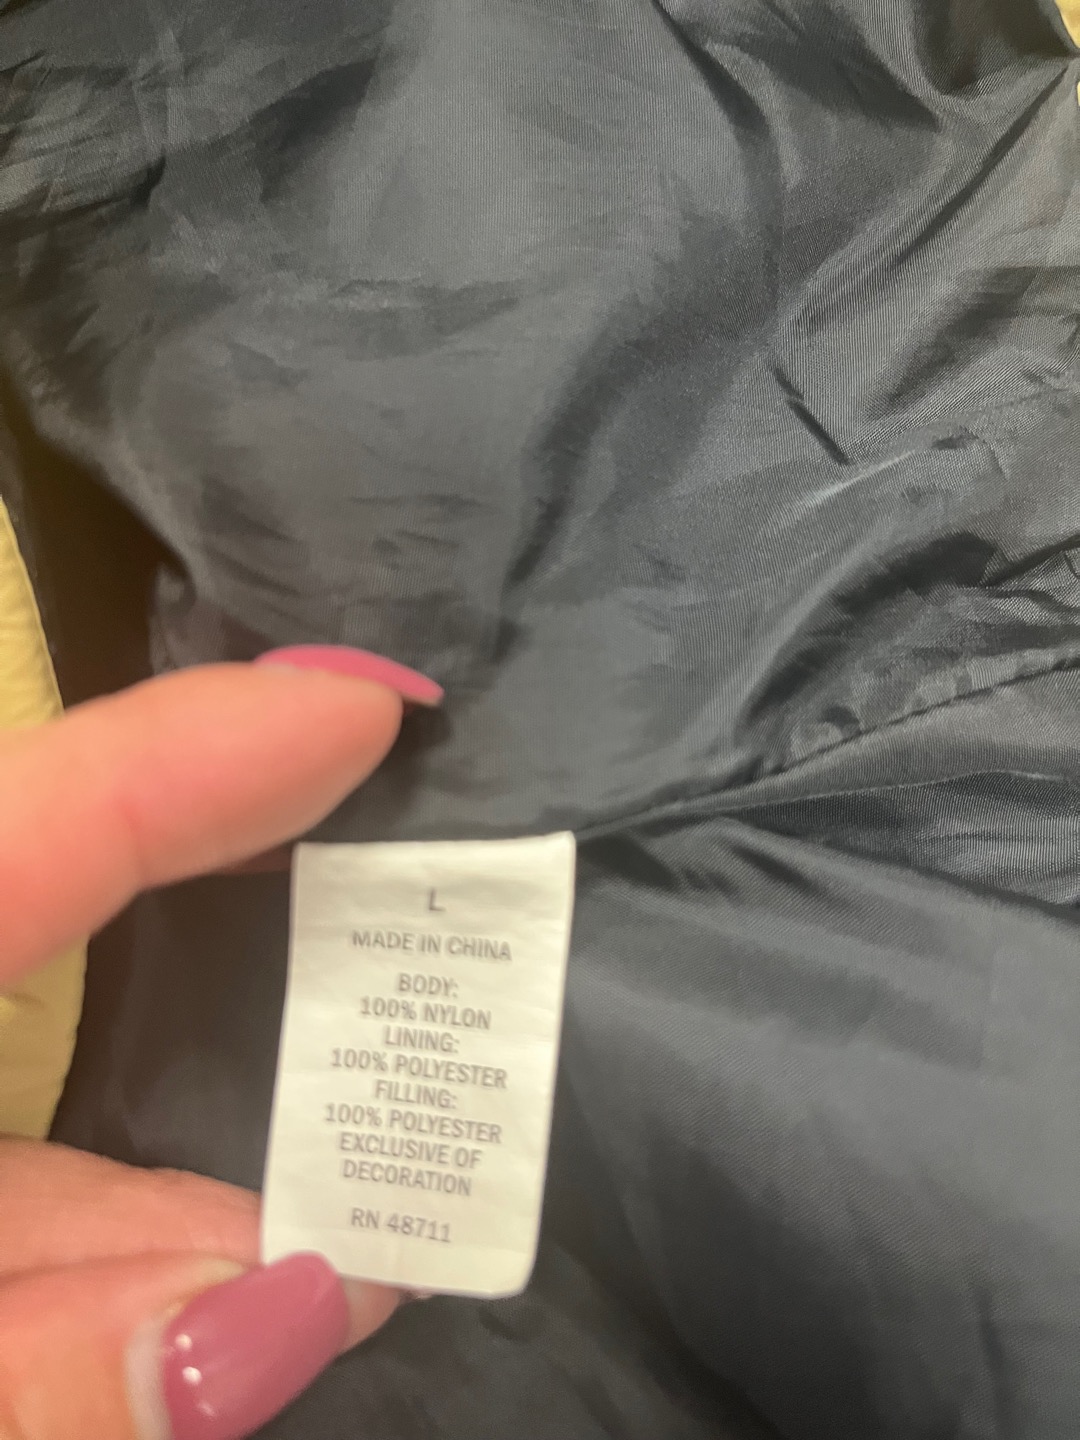 L
MADE IN CHINA
BODY:
100% NYLON
LINING:
100% POLYESTER
FILLING:
100% POLYESTER
EXCLUSIVE OF
DECORATION
RN 48711